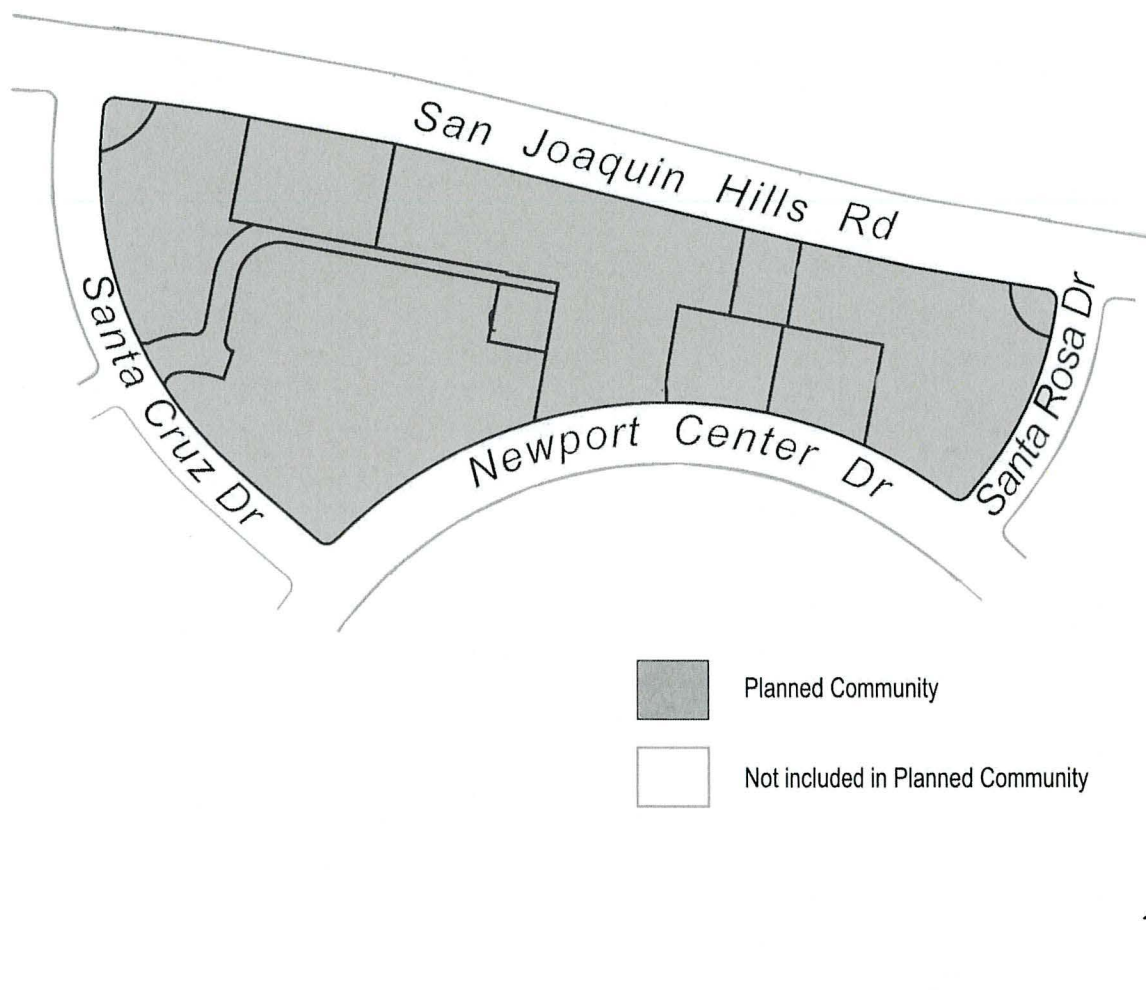 San Joaquin Hills Rd
Santa Cruz Dr
Newport Center Dr
Santa Rosa Dr
Planned Community
Not included in Planned Community